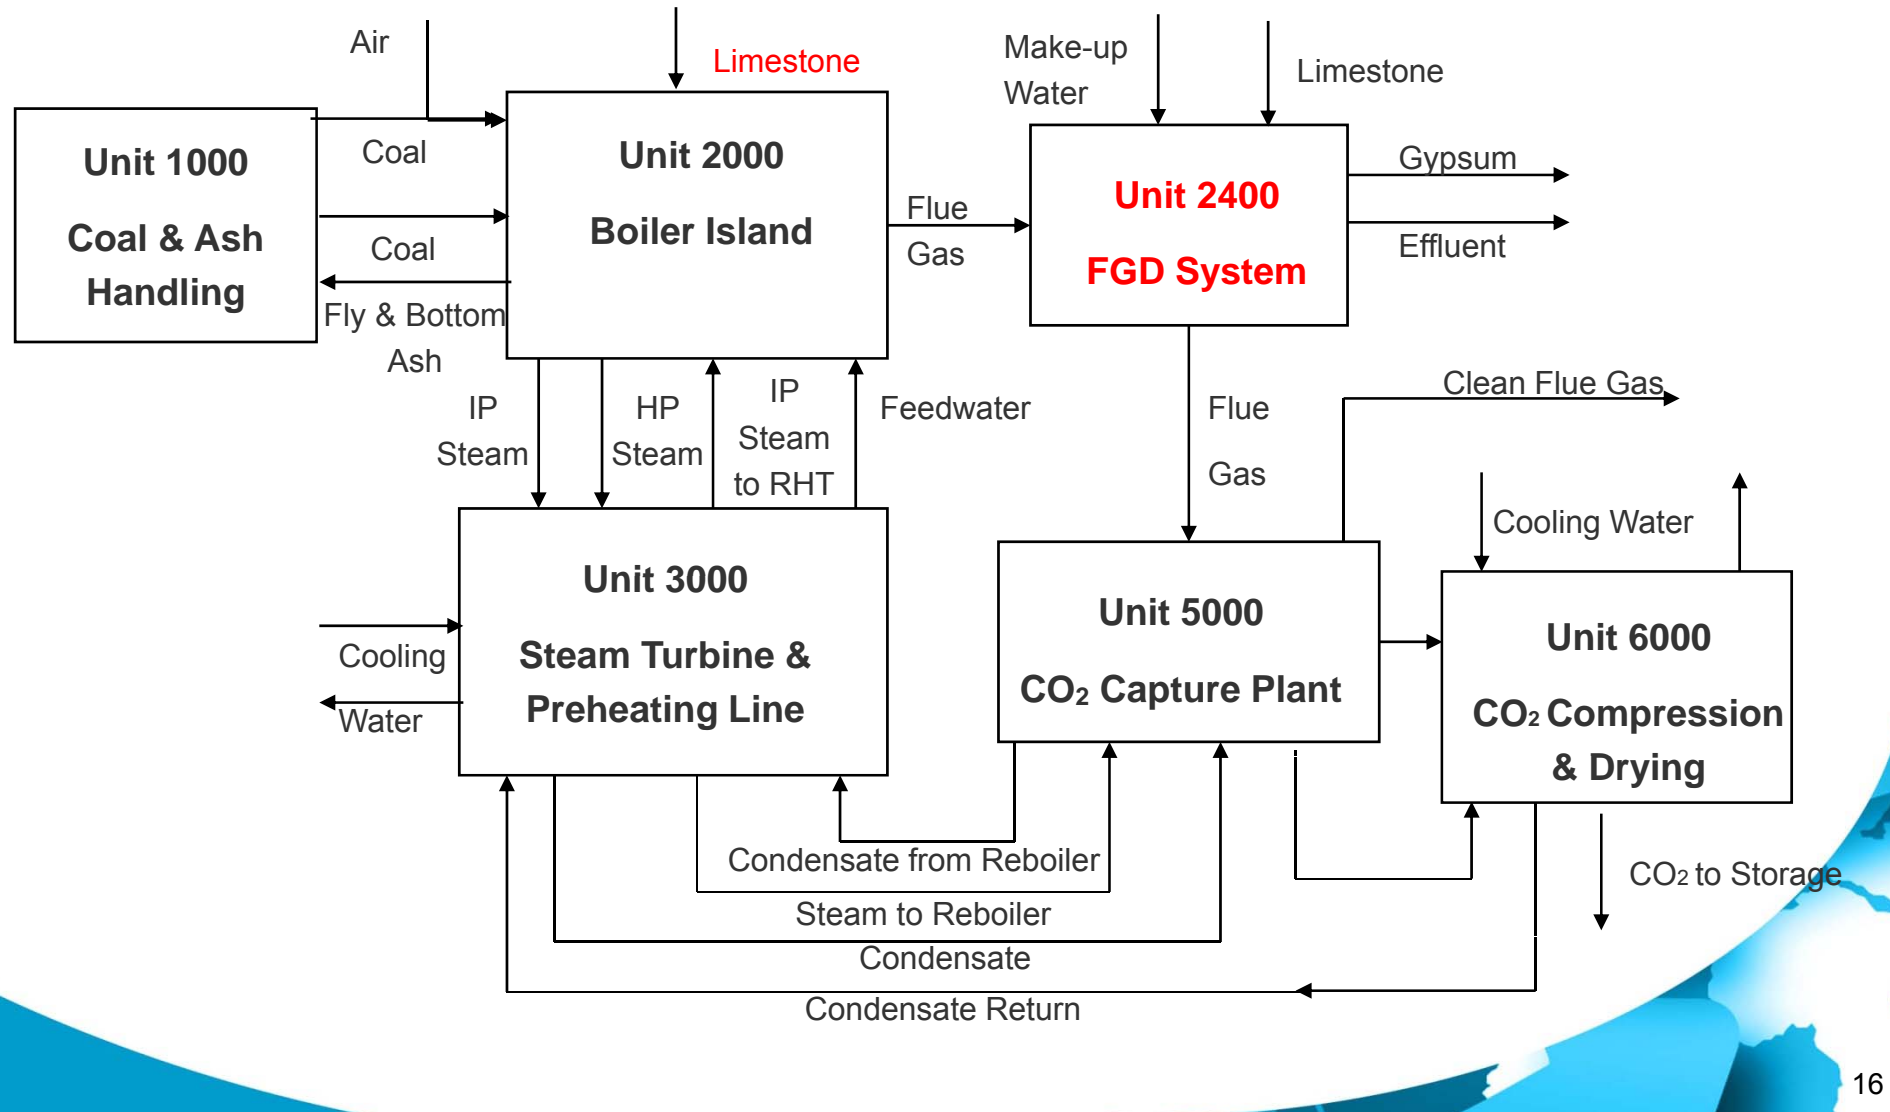 Air
Limestone
Make-up
Water
Limestone
Unit 1000
Coal & Ash
Handling
Coal
Coal
Fly & Bottom
Ash
Unit 2000
Boiler Island
Flue
Gas
Unit 2400
FGD System
Gypsum
Effluent
IP
Steam
HP
Steam
IP
Steam
to RHT
Feedwater
Flue
Gas
Clean Flue Gas
Cooling Water
Unit 3000
Steam Turbine &
Preheating Line
Cooling
Water
Unit 5000
CO2 Capture Plant
Unit 6000
CO2 Compression
& Drying
Condensate from Reboiler
Steam to Reboiler
Condensate
Condensate Return
CO2 to Storage
16